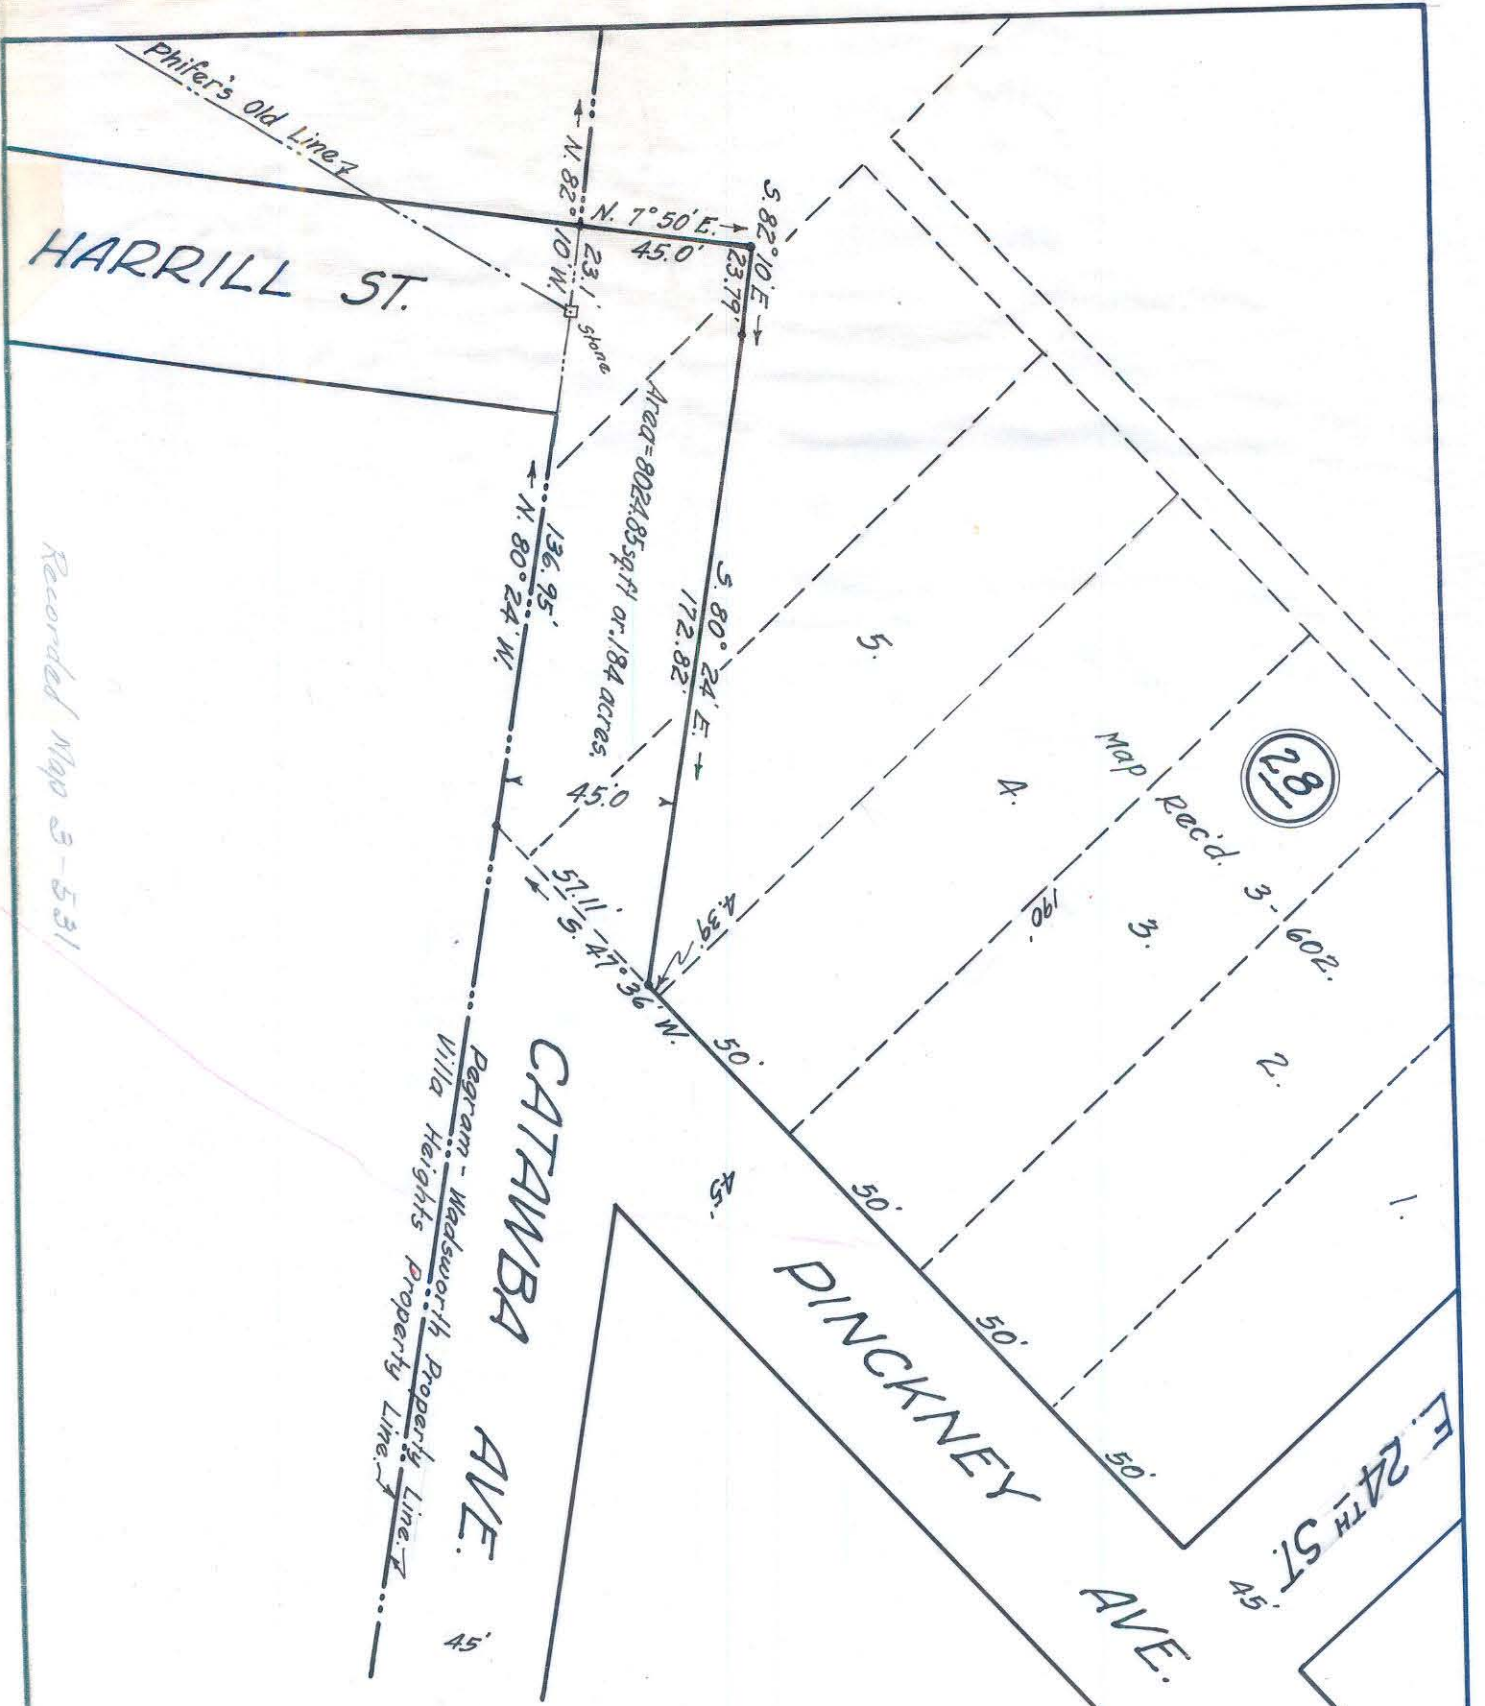 Phifer's Old Line
HARRILL ST.
← N. 82° 10' W.
23.1'
Stone
N. 7° 50' E. →
45.0'
S. 82° 10' E. →
23.79'
Area=8024.85 sq.ft or .184 acres.
S. 80° 24' E. →
172.82'
136.95'
← N. 80° 24' W.
45.0
57.11'
← S. 47° 36' W.
4.39'
5.
4.
3.
2.
1.
28
Map Rec'd. 3-602.
190.
50'
50'
50'
50'
45'
PINCKNEY AVE.
E. 24TH ST.
45'
CATAWBA AVE.
45'
Pegram-Wadsworth Property Line.
Villa Heights Property Line.
Recorded Map 3-531